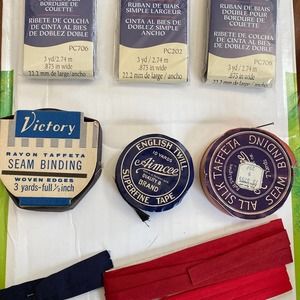 BORDURE DE
COUETTE
RIBETE DE COLCHA
DE CINTA AL BIES
DE DOBLEZ DOBLE
PC706
3 yd/2.74 m
.875 in wide
22.2 mm de large/ancho
RUBAN DE BIAIS
SIMPLE LARGEUR
CINTA AL BIES DE
DOBLEZ SIMPLE
ANCHO
PC202
3 yd/2.74 m
.875 in wide
22.2 mm de large/ancho
RUBAN DE BIAIS
DOUBLE POUR
BORDURE DE
COUETTE
RIBETE DE COLCHA
DE CINTA AL BIES
DE DOBLEZ DOBLE
PC706
3 yd/2.74 m
.875 in wide
22.2 mm de large/ancho
Victory
RAYON TAFFETA
SEAM BINDING
WOVEN EDGES
3 yards-full ½ inch
ENGLISH TWILL
10 YARDS
Aimcee
QUALITY
BRAND
SUPERFINE TAPE
ALL SILK TAFFETA
SEAM BINDING